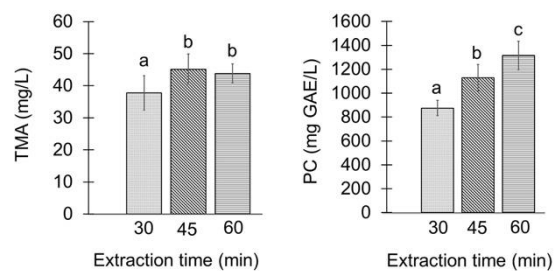 60
50
40
30
20
10
0
TMA (mg/L)
a
b
b
30
45
60
Extraction time (min)
1600
1400
1200
1000
800
600
400
200
0
PC (mg GAE/L)
a
b
c
30
45
60
Extraction time (min)